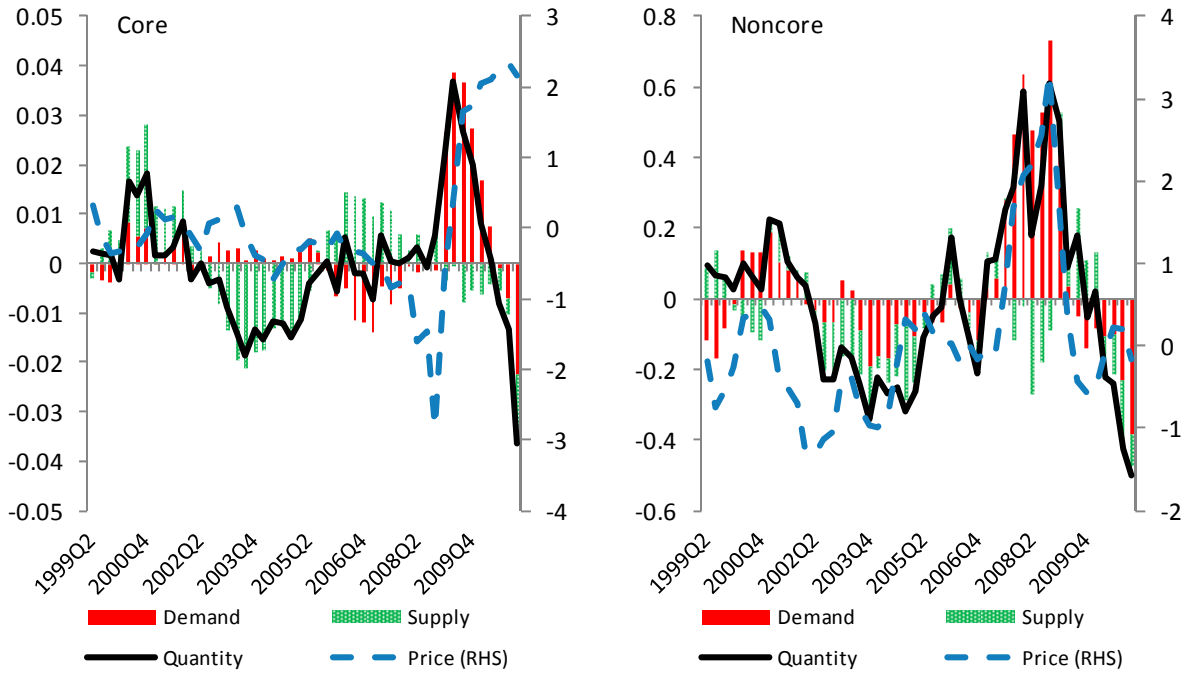 Core
0.05
0.04
0.03
0.02
0.01
0
-0.01
-0.02
-0.03
-0.04
-0.05
3
2
1
0
-1
-2
-3
-4
1999Q2
2000Q4
2002Q2
2003Q4
2005Q2
2006Q4
2008Q2
2009Q4
Demand
Supply
Quantity
Price (RHS)
Noncore
0.8
0.6
0.4
0.2
0
-0.2
-0.4
-0.6
4
3
2
1
0
-1
-2
1999Q2
2000Q4
2002Q2
2003Q4
2005Q2
2006Q4
2008Q2
2009Q4
Demand
Supply
Quantity
Price (RHS)